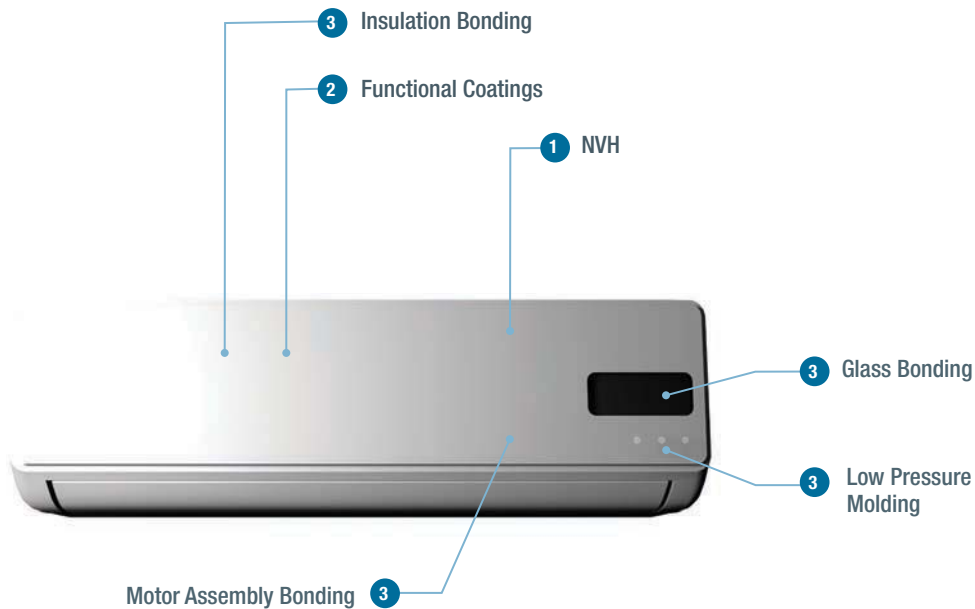 3 Insulation Bonding
2 Functional Coatings
1 NVH
3 Glass Bonding
3 Low Pressure
Molding
Motor Assembly Bonding 3